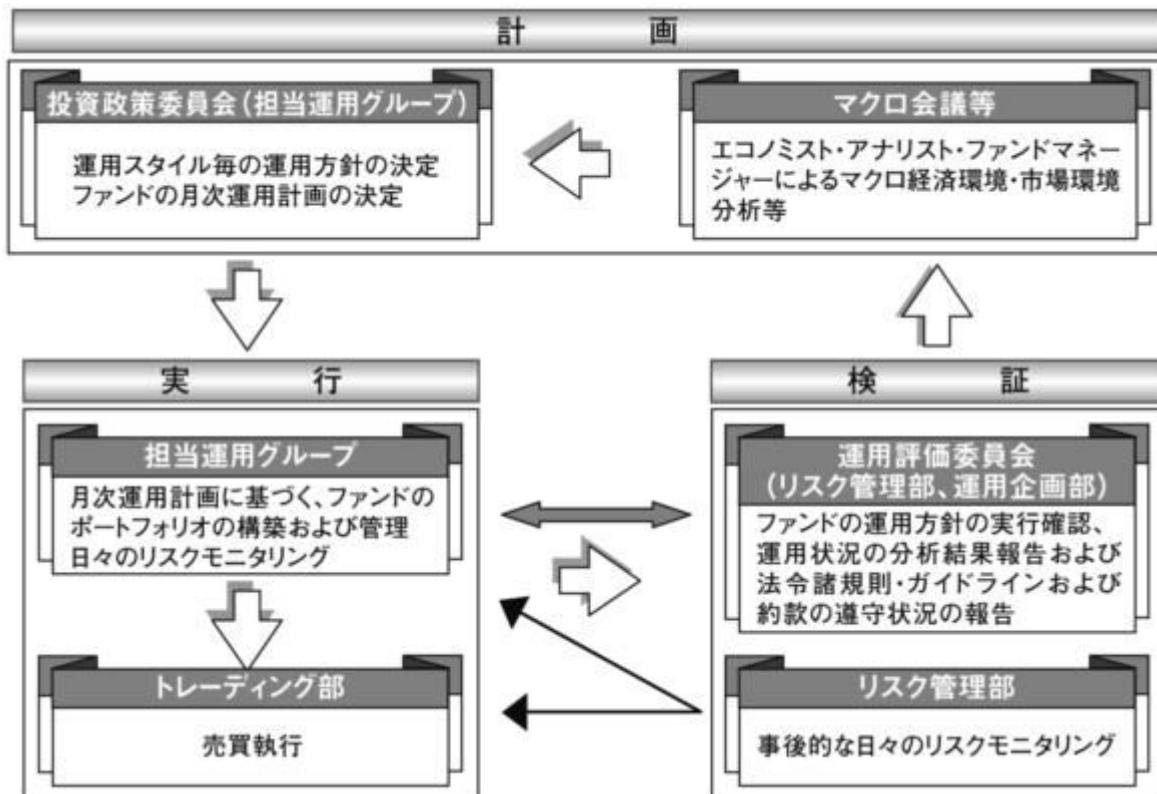 計画
投資政策委員会(担当運用グループ)
運用スタイル毎の運用方針の決定
ファンドの月次運用計画の決定
マクロ会議等
エコノミスト・アナリスト・ファンドマネー
ジャーによるマクロ経済環境・市場環境
分析等
実行
担当運用グループ
月次運用計画に基づく、ファンドの
ポートフォリオの構築および管理
日々のリスクモニタリング
トレーディング部
売買執行
検証
運用評価委員会
(リスク管理部、運用企画部)
ファンドの運用方針の実行確認、
運用状況の分析結果報告および
法令諸規則・ガイドラインおよび
約款の遵守状況の報告
リスク管理部
事後的な日々のリスクモニタリング